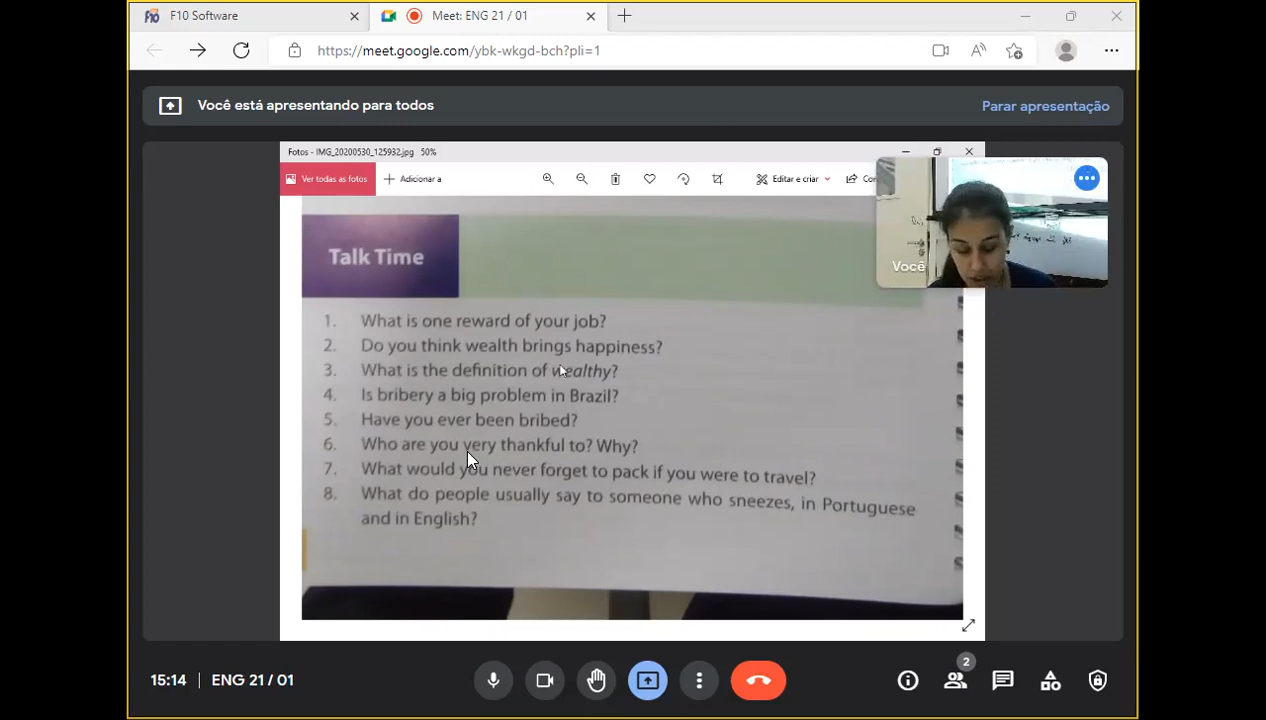 F10 Software
Meet: ENG 21 / 01
https://meet.google.com/ybk-wkgd-bch?pli=1
Você está apresentando para todos
Parar apresentação
Fotos - IMG_20200530_125932.jpg 50%
Ver todas as fotos
Adicionar a
Editar e criar
Você
Talk Time
1. What is one reward of your job?
2. Do you think wealth brings happiness?
3. What is the definition of wealthy?
4. Is bribery a big problem in Brazil?
5. Have you ever been bribed?
6. Who are you very thankful to? Why?
7. What would you never forget to pack if you were to travel?
8. What do people usually say to someone who sneezes, in Portuguese
and in English?
2
15:14 | ENG 21 / 01